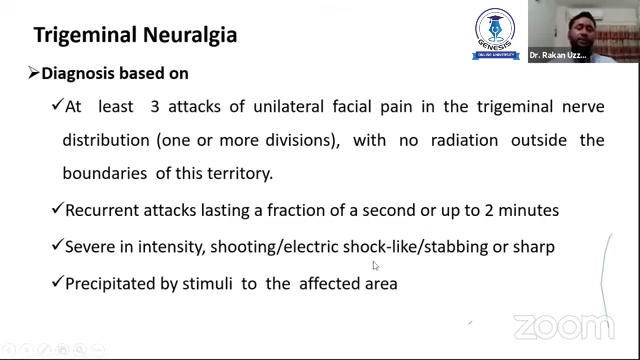 Trigeminal Neuralgia
GENESIS
ONLINE UNIVERSITY
Dr. Rakan Uzz...
➢Diagnosis based on
✓At least 3 attacks of unilateral facial pain in the trigeminal nerve
distribution (one or more divisions), with no radiation outside the
boundaries of this territory.
✓Recurrent attacks lasting a fraction of a second or up to 2 minutes
✓Severe in intensity, shooting/electric shock-like/stabbing or sharp
✓Precipitated by stimuli to the affected area
zoom